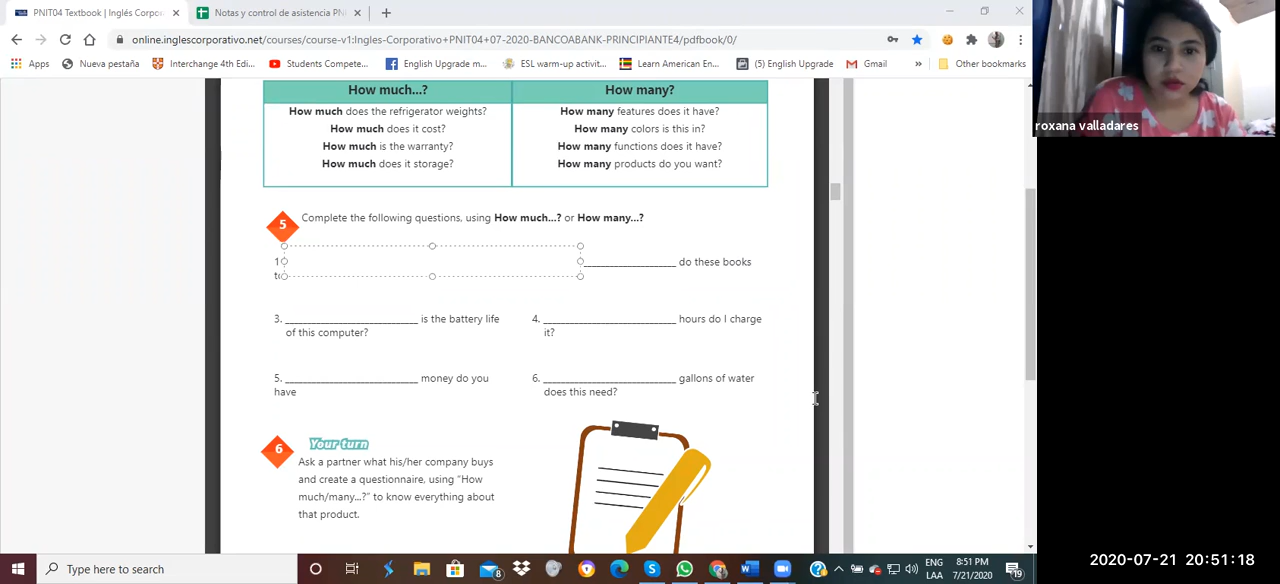 PNIT04 Textbook | Inglés Corpo
Notas y control de asistencia PN
online.inglescorporativo.net/courses/course-v1:Ingles-Corporativo+PNIT04+07-2020-BANCOABANK-PRINCIPIANTE4/pdfbook/0/
Apps Nueva pestaña Interchange 4th Edi... Students Compete... English Upgrade m... ESL warm-up activit... Learn American En... (5) English Upgrade Gmail » Other bookmarks
roxana valladares
How much...? How many?
How much does the refrigerator weights? How many features does it have?
How much does it cost? How many colors is this in?
How much is the warranty? How many functions does it have?
How much does it storage? How many products do you want?
5 Complete the following questions, using How much...? or How many...?
1 ____________________ do these books
3. ____________________ is the battery life 4. ____________________ hours do I charge
of this computer? it?
5. ____________________ money do you 6. ____________________ gallons of water
have does this need?
6 Your turn
Ask a partner what his/her company buys
and create a questionnaire, using "How
much/many...?" to know everything about
that product.
Type here to search
8 ENG 8:51 PM 19
LAA 7/21/2020
2020-07-21 20:51:18